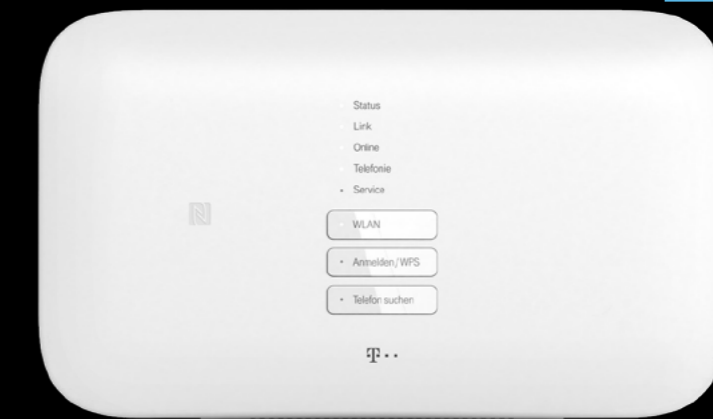 Status
Link
Online
Telefonie
Service
WLAN
Anmelden/WPS
Telefon suchen
T